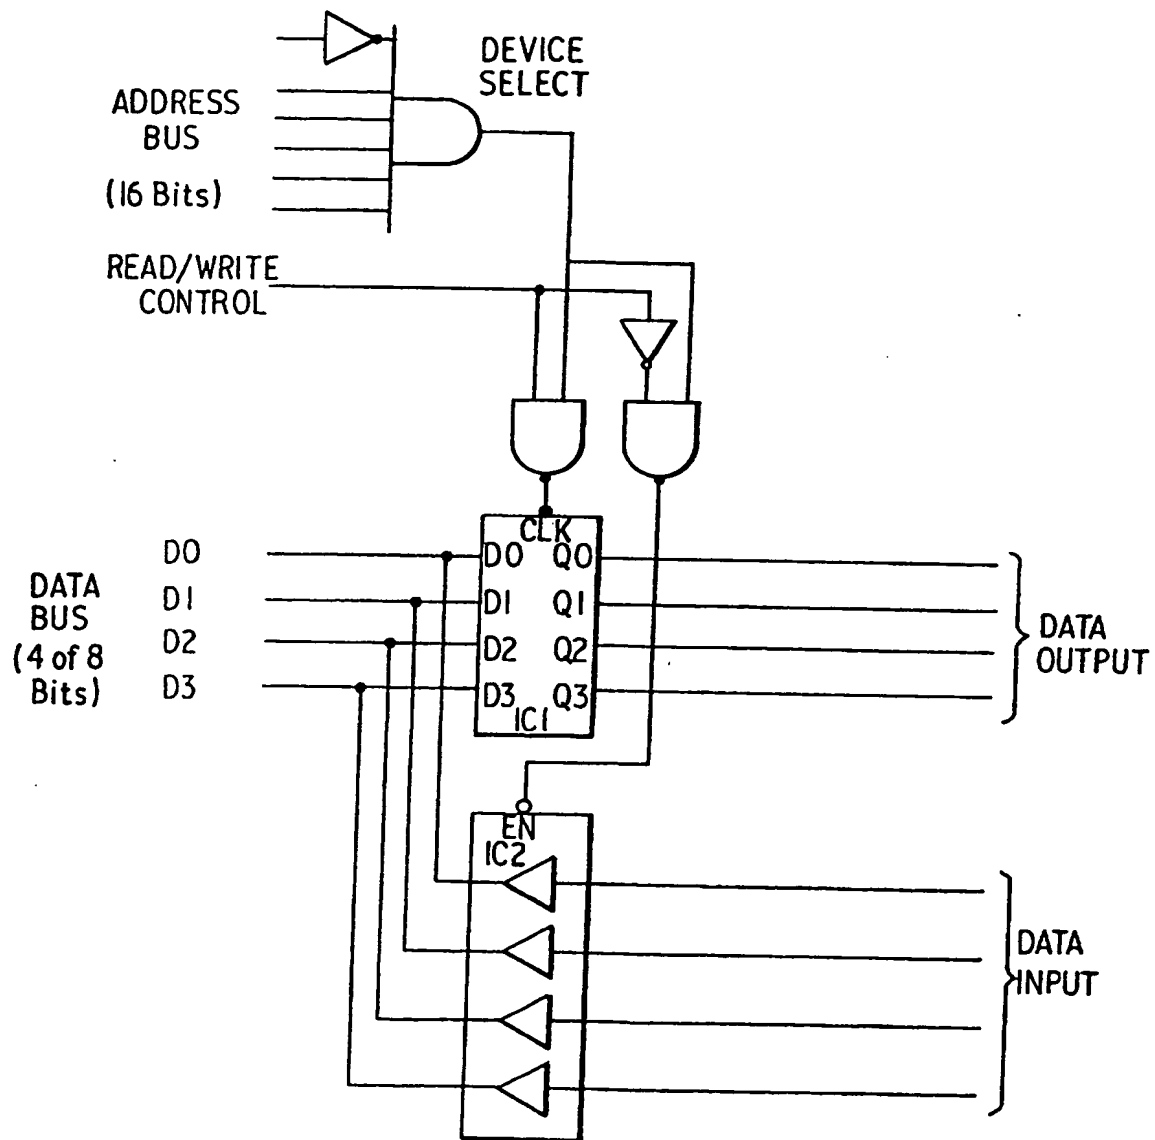 DEVICE
SELECT
ADDRESS
BUS
(16 Bits)
READ/WRITE
CONTROL
CLK
D0 D0 Q0
D1 D1 Q1
D2 D2 Q2
D3 D3 Q3
IC1
DATA
BUS
(4 of 8
Bits)
DATA
OUTPUT
EN
IC2
DATA
INPUT